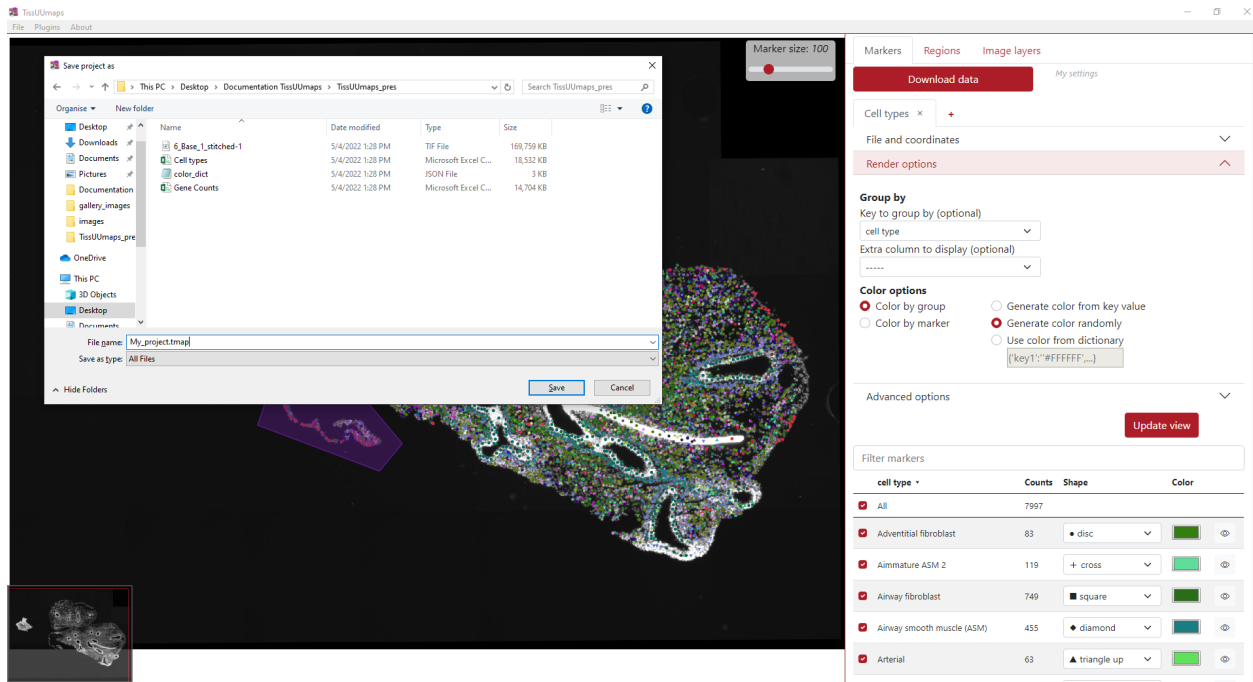 TissUUmaps
File Plugins About
Save project as
This PC > Desktop > Documentation TissUUmaps > TissUUmaps_pres
Search TissUUmaps_pres
Organise New folder
Desktop
Downloads
Documents
Pictures
Documentation
gallery_images
images
TissUUmaps_pre
OneDrive
This PC
3D Objects
Desktop
Documents
Name Date modified Type Size
6_Base_1_stitched-1 5/4/2022 1:28 PM TIF File 169,759 KB
Cell types 5/4/2022 1:28 PM Microsoft Excel C... 18,532 KB
color_dict 5/4/2022 1:28 PM JSON File 3 KB
Gene Counts 5/4/2022 1:28 PM Microsoft Excel C... 14,704 KB
File name: My_project.tmap
Save as type: All Files
Hide Folders
Save Cancel
Marker size: 100
Markers Regions Image layers
Download data My settings
Cell types × +
File and coordinates
Render options
Group by
Key to group by (optional)
cell type
Extra column to display (optional)
-----
Color options
Color by group
Color by marker
Generate color from key value
Generate color randomly
Use color from dictionary
{'key1':"#FFFFFF',...}
Advanced options
Update view
Filter markers
cell type Counts Shape Color
All 7997
Adventitial fibroblast 83 ● disc
Aimmature ASM 2 119 + cross
Airway fibroblast 749 ■ square
Airway smooth muscle (ASM) 455 ◆ diamond
Arterial 63 ▲ triangle up